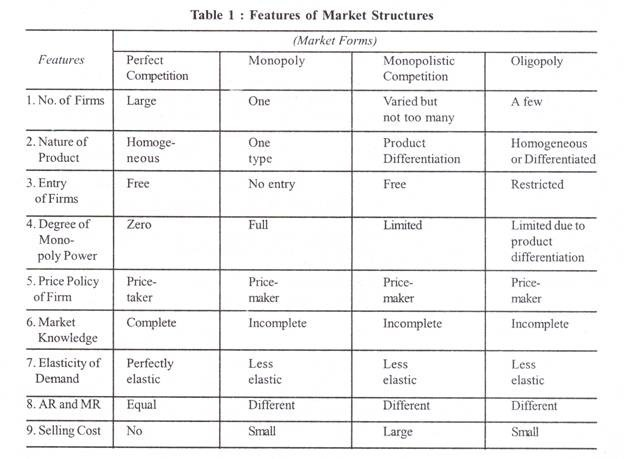 Table 1 : Features of Market Structures
(Market Forms)
Features
Perfect Competition
Monopoly
Monopolistic Competition
Oligopoly
1. No. of Firms
Large
One
Varied but
not too many
A few
2. Nature of
Product
Homoge-
neous
One
type
Product
Differentiation
Homogeneous
or Differentiated
3. Entry
of Firms
Free
No entry
Free
Restricted
4. Degree of
Mono-
poly Power
Zero
Full
Limited
Limited due to
product
differentiation
5. Price Policy
of Firm
Price-
taker
Price-
maker
Price-
maker
Price-
maker
6. Market
Knowledge
Complete
Incomplete
Incomplete
Incomplete
7. Elasticity of
Demand
Perfectly
elastic
Less
elastic
Less
elastic
Less
elastic
8. AR and MR
Equal
Different
Different
Different
9. Selling Cost
No
Small
Large
Small